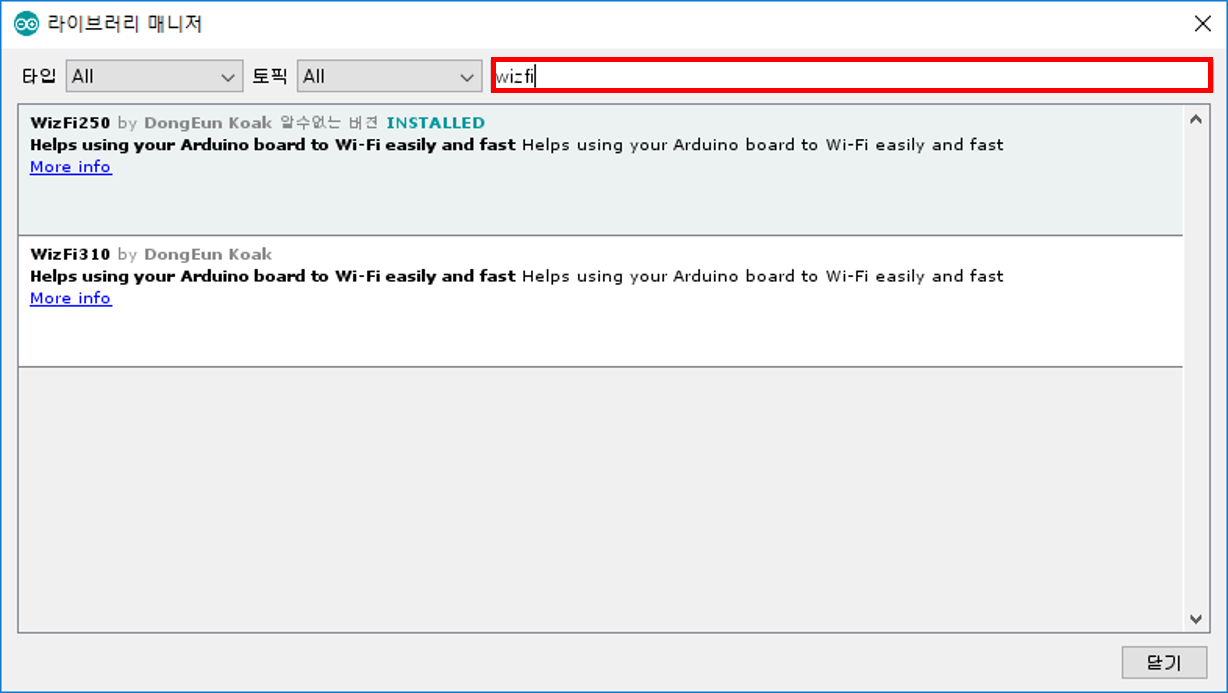 라이브러리 매니저
타입 All 토픽 All wizfi
WizFi250 by DongEun Koak 알수없는 버전 INSTALLED
Helps using your Arduino board to Wi-Fi easily and fast Helps using your Arduino board to Wi-Fi easily and fast
More info
WizFi310 by DongEun Koak
Helps using your Arduino board to Wi-Fi easily and fast Helps using your Arduino board to Wi-Fi easily and fast
More info
닫기